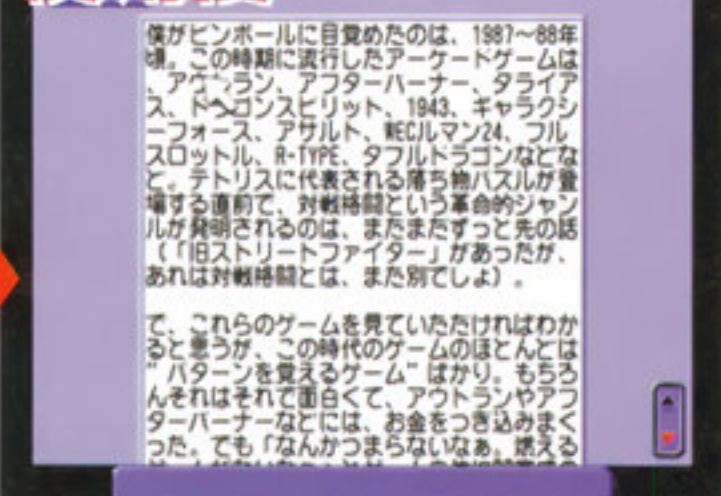 僕がピンボールに目覚めたのは、1987〜88年
頃。この時期に流行したアーケードゲームは
、アウトラン、アフターバーナー、ダライア
ス、ドラゴンスピリット、1943、ギャラクシ
ーフォース、アサルト、WECルマン24、フル
スロットル、R-TYPE、ダブルドラゴンなどな
ど。テトリスに代表される落ち物パズルが登
場する直前で、対戦格闘という革命的ジャン
ルが発明されるのは、まだまだずっと先の話
（「旧ストリートファイター」があったが、
あれは対戦格闘とは、また別でしょ）。
で、これらのゲームを見ていただければわか
ると思うが、この時代のゲームのほとんどは
"パターンを覚えるゲーム"ばかり。もちろ
んそれはそれで面白くて、アウトランやアフ
ターバーナーなどには、お金をつぎ込みまく
った。でも「なんかつまらないなぁ。燃える